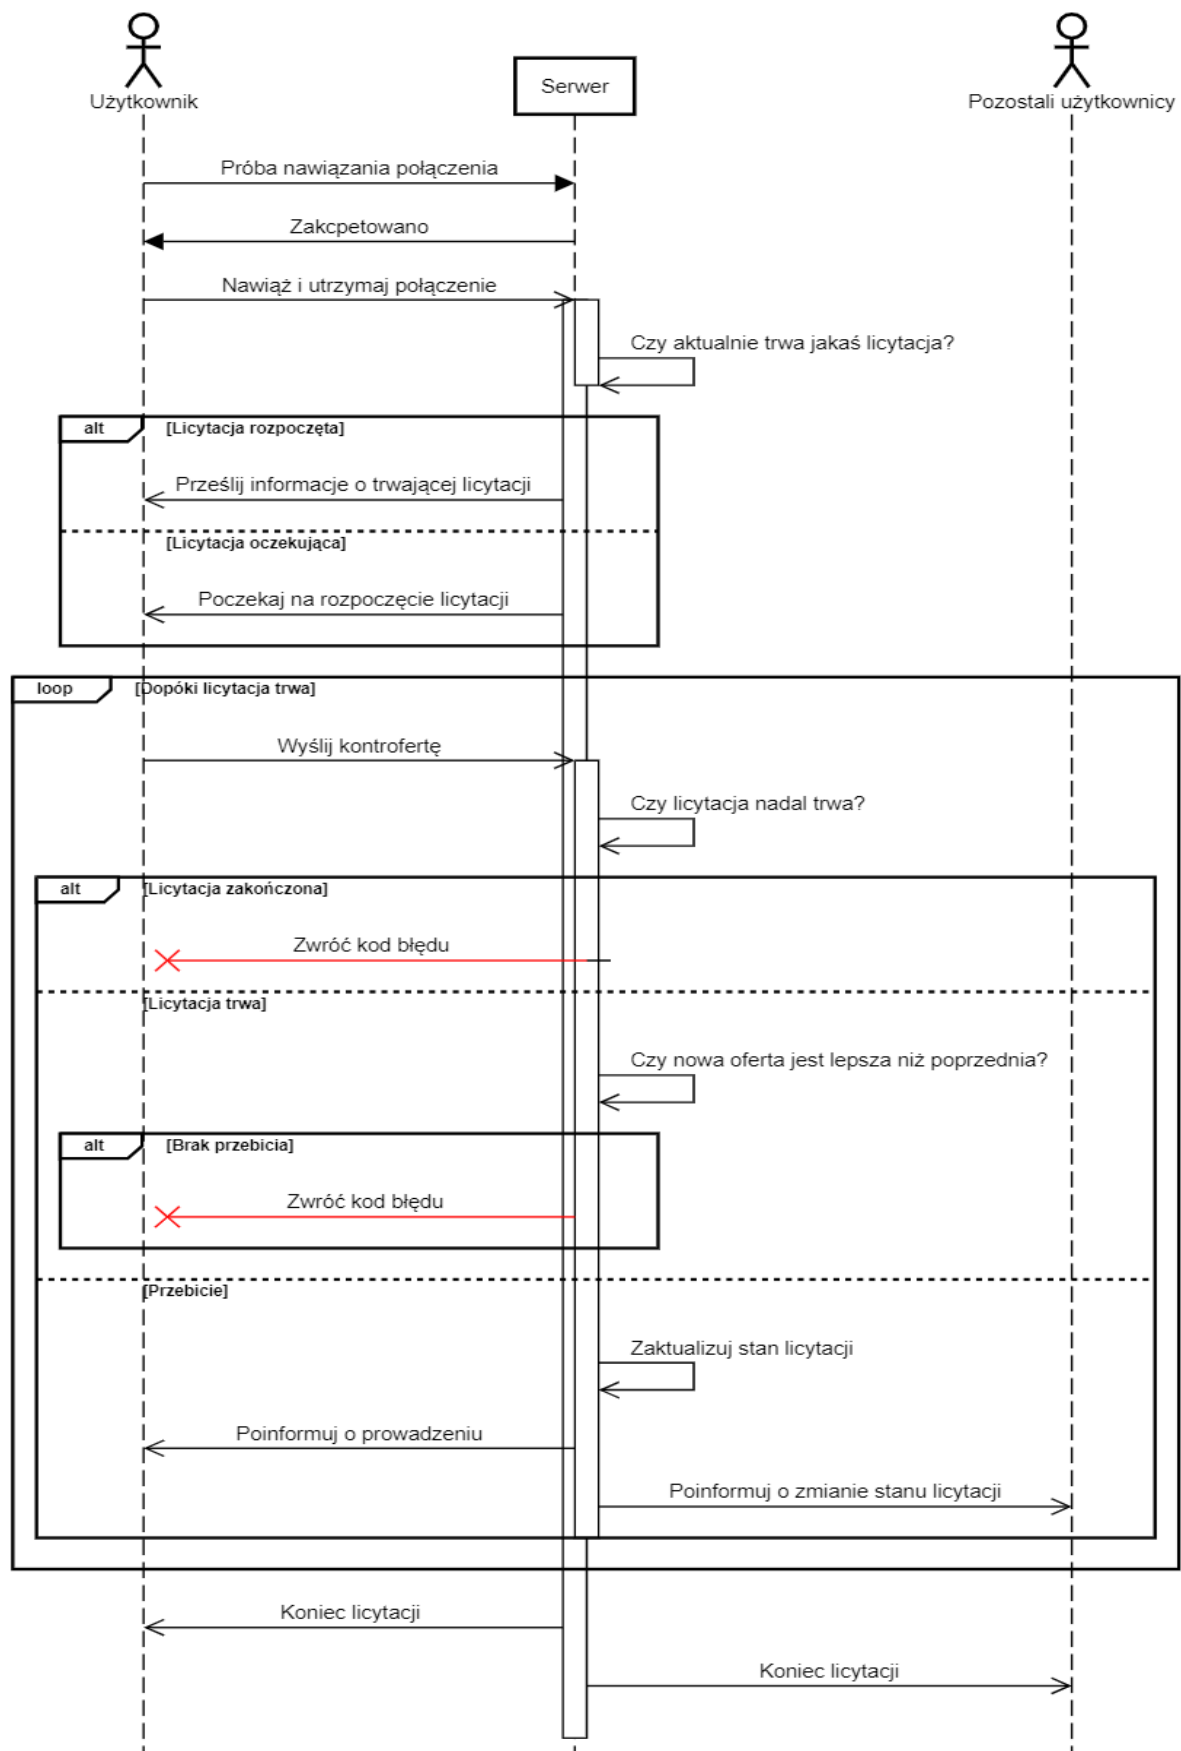 Użytkownik
Serwer
Pozostali użytkownicy
Próba nawiązania połączenia
Zakcpetowano
Nawiąż i utrzymaj połączenie
Czy aktualnie trwa jakaś licytacja?
alt
[Licytacja rozpoczęta]
Prześlij informacje o trwającej licytacji
[Licytacja oczekująca]
Poczekaj na rozpoczęcie licytacji
loop
[Dopóki licytacja trwa]
Wyślij kontrofertę
Czy licytacja nadal trwa?
alt
[Licytacja zakończona]
Zwróć kod błędu
[Licytacja trwa]
Czy nowa oferta jest lepsza niż poprzednia?
alt
[Brak przebicia]
Zwróć kod błędu
[Przebicie]
Zaktualizuj stan licytacji
Poinformuj o prowadzeniu
Poinformuj o zmianie stanu licytacji
Koniec licytacji
Koniec licytacji